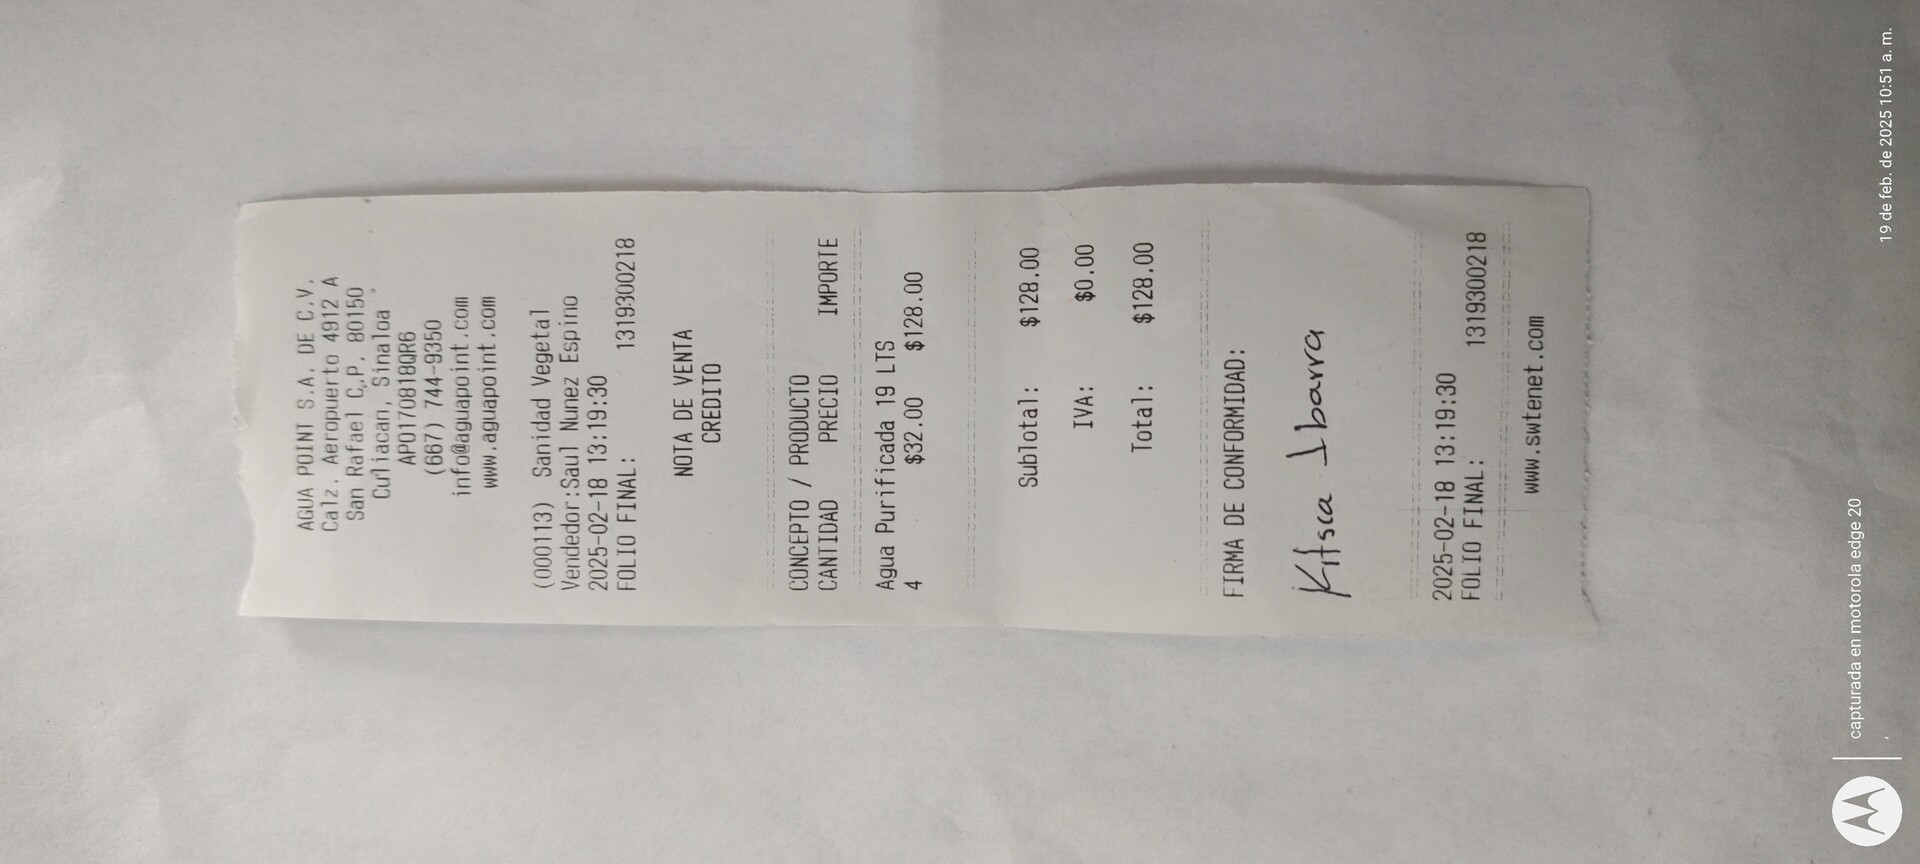 AGUA POINT S.A. DE C.V.
Calz. Aeropuerto 4912 A
San Rafael C.P. 80150
Culiacan, Sinaloa
APO170818QR6
(667) 744-9350
info@aguapoint.com
www.aguapoint.com
(000113) Sanidad Vegetal
Vendedor:Saul Nunez Espino
2025-02-18 13:19:30
FOLIO FINAL: 1319300218
NOTA DE VENTA
CREDITO
CONCEPTO / PRODUCTO
CANTIDAD PRECIO IMPORTE
Agua Purificada 19 LTS
4 $32.00 $128.00
Subtotal: $128.00
IVA: $0.00
Total: $128.00
FIRMA DE CONFORMIDAD:
Kitsca Ibarra
2025-02-18 13:19:30
FOLIO FINAL: 1319300218
www.swtenet.com
capturada en motorola edge 20
19 de feb. de 2025 10:51 a. m.